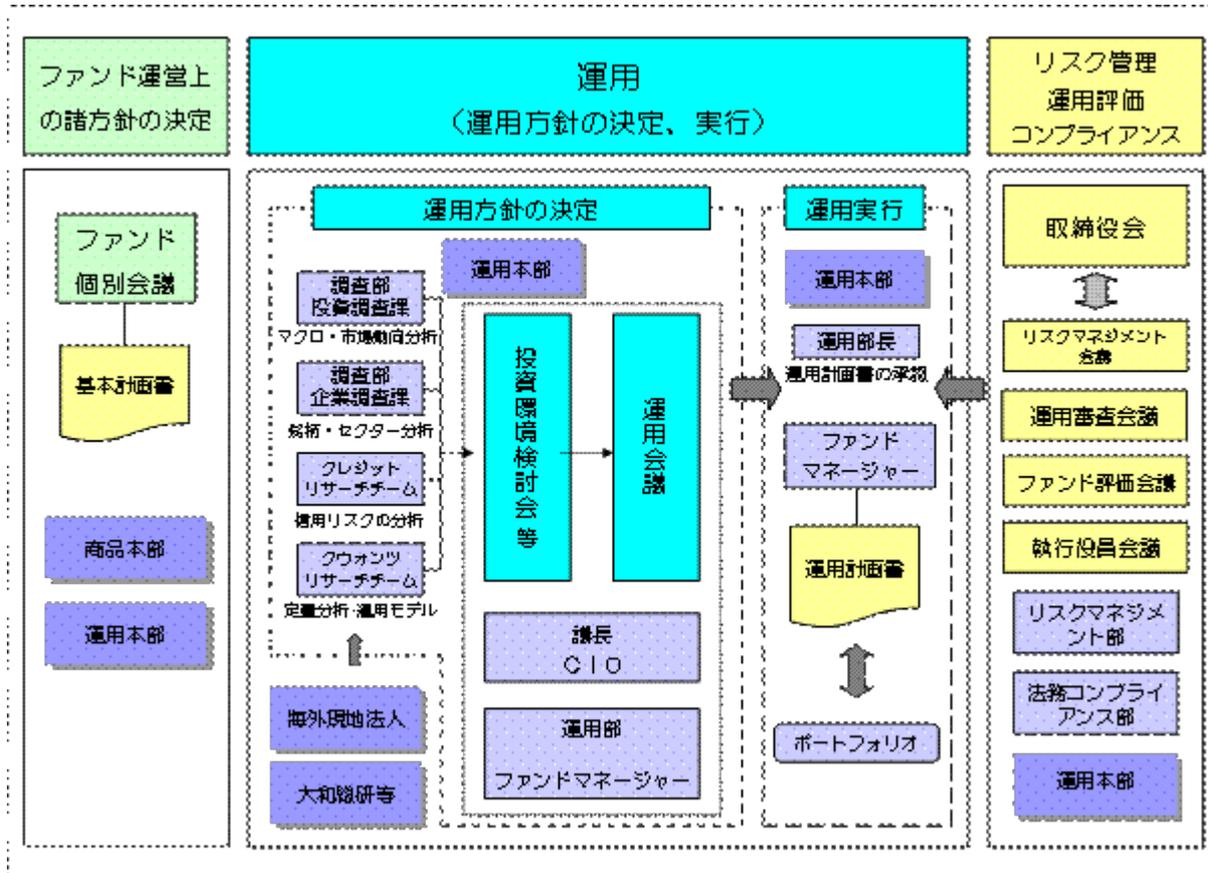 ファンド運営上
の諸方針の決定
ファンド
個別会議
基本計画書
商品本部
運用本部
運用
(運用方針の決定、実行)
運用方針の決定
運用本部
調査部
投資調査課
マクロ・市場動向分析
調査部
企業調査課
銘柄・セクター分析
クレジット
リサーチチーム
信用リスクの分析
クウォンツ
リサーチチーム
定量分析・運用モデル
海外現地法人
大和総研等
投資環境検討会 等
運用会議
議長
CIO
運用部
ファンドマネージャー
運用実行
運用本部
運用部長
運用計画書の承認
ファンド
マネージャー
運用計画書
ポートフォリオ
リスク管理
運用評価
コンプライアンス
取締役会
リスクマネジメント
会議
運用審査会議
ファンド評価会議
執行役員会議
リスクマネジメ
ント部
法務コンプライ
アンス部
運用本部